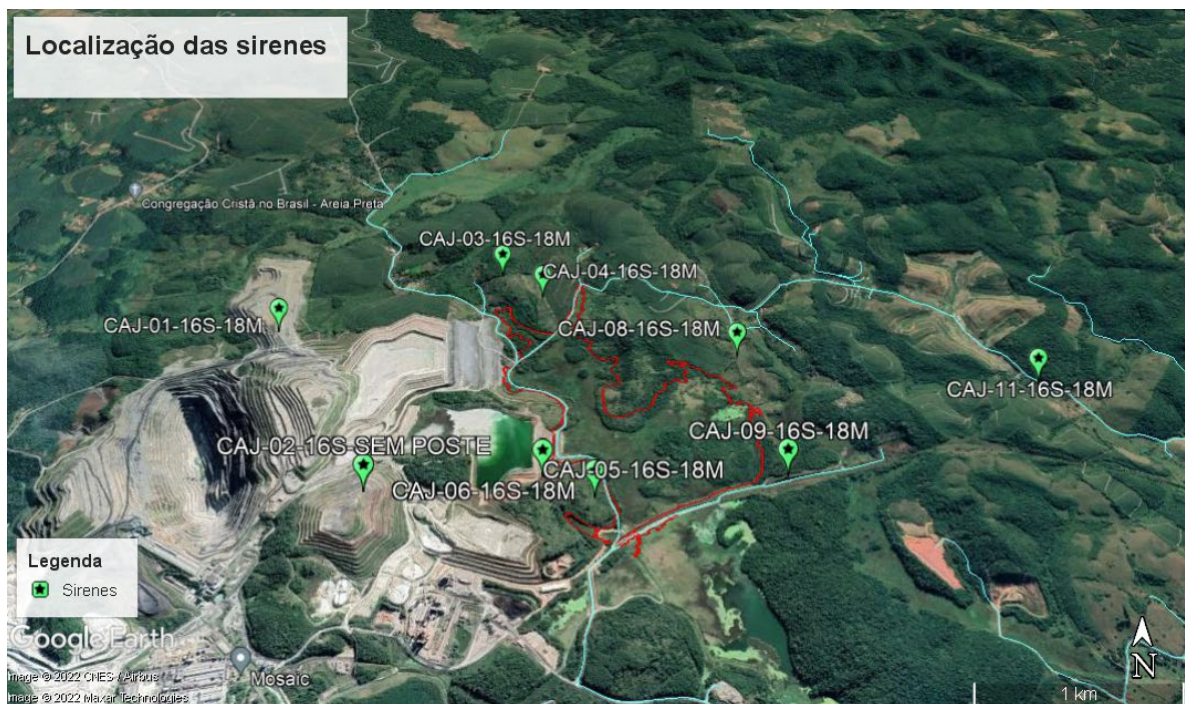 Localização das sirenes
Congregação Cristã no Brasil - Areia Preta
CAJ-03-16S-18M
CAJ-04-16S-18M
CAJ-01-16S-18M
CAJ-08-16S-18M
CAJ-11-16S-18M
CAJ-09-16S-18M
CAJ-02-16S-SEM POSTE
CAJ-05-16S-18M
CAJ-06-16S-18M
Legenda
Sirenes
Google Earth
Mosaic
Image © 2022 CNES / Airbus
Image © 2022 Maxar Technologies
N
1 km